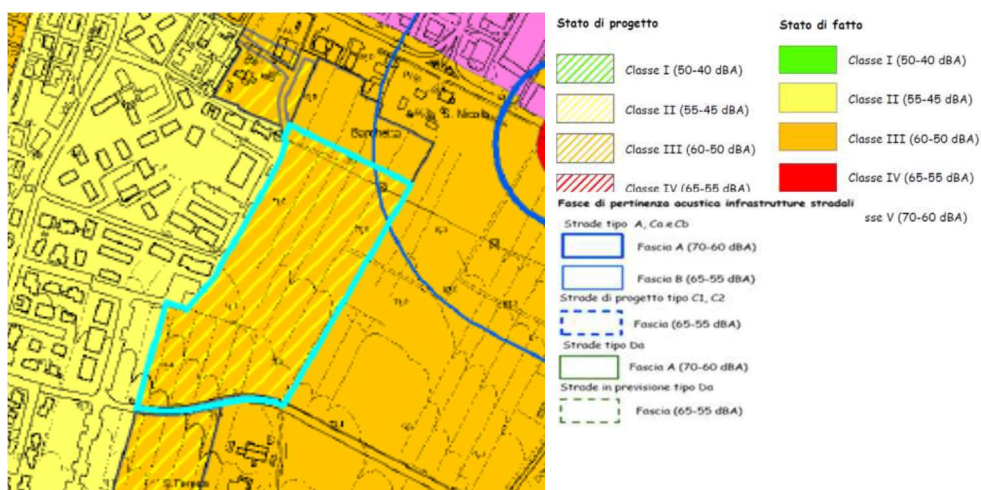 Stato di progetto
Classe I (50-40 dBA)
Classe II (55-45 dBA)
Classe III (60-50 dBA)
Classe IV (65-55 dBA)
Stato di fatto
Classe I (50-40 dBA)
Classe II (55-45 dBA)
Classe III (60-50 dBA)
Classe IV (65-55 dBA)
sse V (70-60 dBA)
Fasce di pertinenza acustica infrastrutture stradali
Strade tipo A, Ca e Cb
Fascia A (70-60 dBA)
Fascia B (65-55 dBA)
Strade di progetto tipo C1, C2
Fascia (65-55 dBA)
Strade tipo Da
Fascia A (70-60 dBA)
Strade in previsione tipo Da
Fascia (65-55 dBA)
S. Nicola
S. Teresa